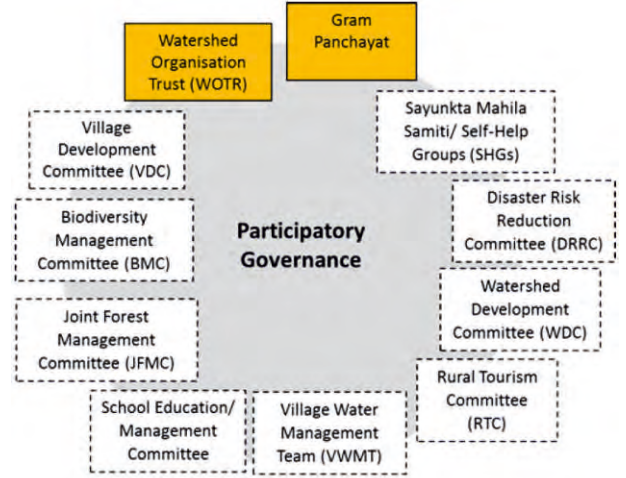 Watershed
Organisation
Trust (WOTR)
Gram
Panchayat
Sayunkta Mahila
Samiti/ Self-Help
Groups (SHGs)
Disaster Risk
Reduction
Committee (DRRC)
Watershed
Development
Committee (WDC)
Rural Tourism
Committee
(RTC)
Village Water
Management
Team (VWMT)
School Education/
Management
Committee
Joint Forest
Management
Committee (JFMC)
Biodiversity
Management
Committee (BMC)
Village
Development
Committee (VDC)
Participatory
Governance